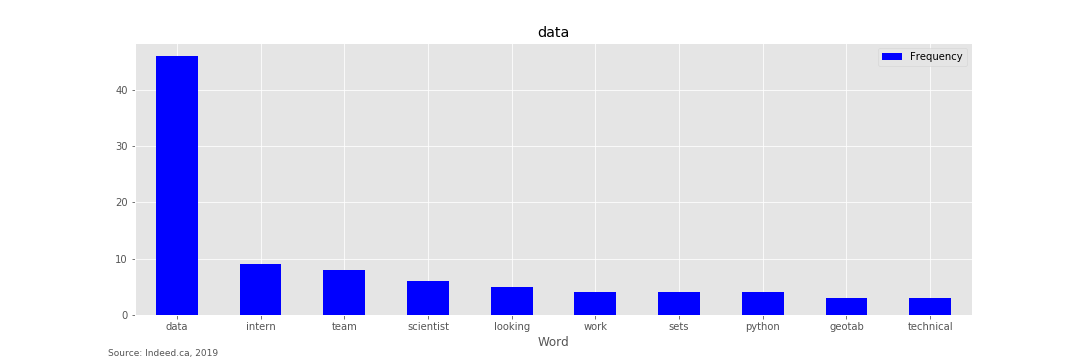 data
Frequency
40
30
20
10
0
data intern team scientist looking work sets python geotab technical
Word
Source: Indeed.ca, 2019